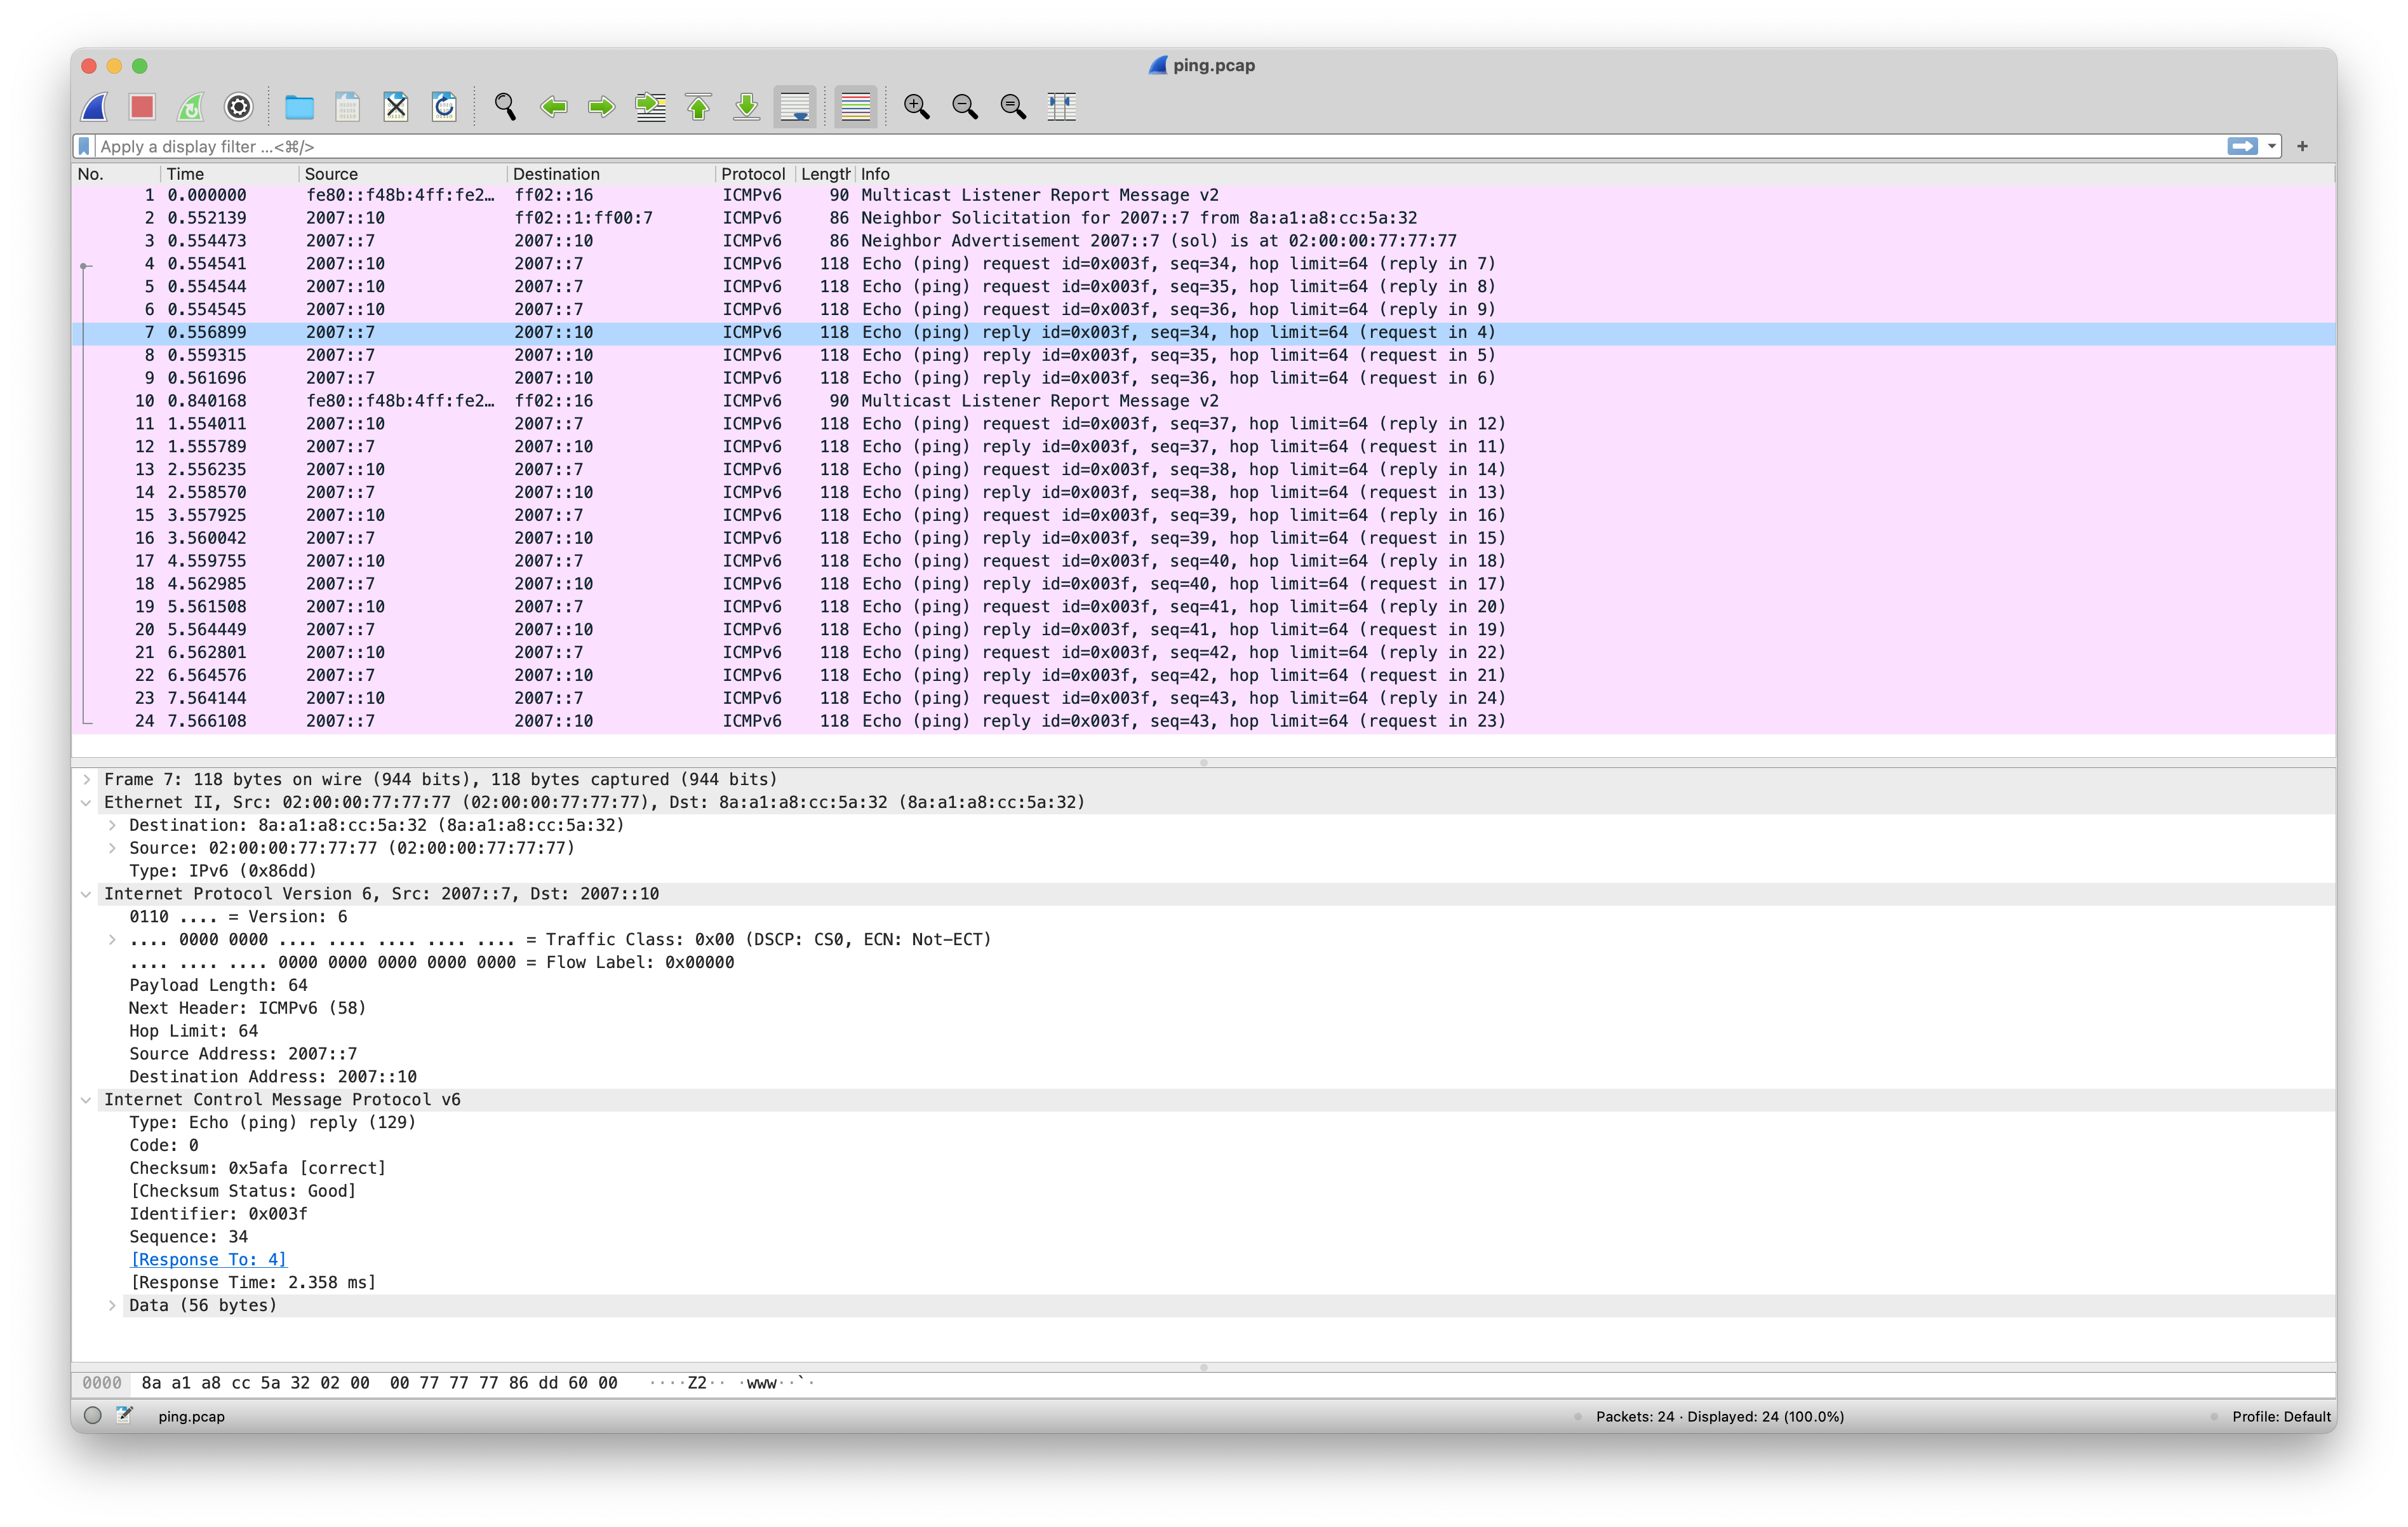 ping.pcap
Apply a display filter ...<⌘/>
No. Time Source Destination Protocol Length Info
1 0.000000 fe80::f48b:4ff:fe2… ff02::16 ICMPv6 90 Multicast Listener Report Message v2
2 0.552139 2007::10 ff02::1:ff00:7 ICMPv6 86 Neighbor Solicitation for 2007::7 from 8a:a1:a8:cc:5a:32
3 0.554473 2007::7 2007::10 ICMPv6 86 Neighbor Advertisement 2007::7 (sol) is at 02:00:00:77:77:77
4 0.554541 2007::10 2007::7 ICMPv6 118 Echo (ping) request id=0x003f, seq=34, hop limit=64 (reply in 7)
5 0.554544 2007::10 2007::7 ICMPv6 118 Echo (ping) request id=0x003f, seq=35, hop limit=64 (reply in 8)
6 0.554545 2007::10 2007::7 ICMPv6 118 Echo (ping) request id=0x003f, seq=36, hop limit=64 (reply in 9)
7 0.556899 2007::7 2007::10 ICMPv6 118 Echo (ping) reply id=0x003f, seq=34, hop limit=64 (request in 4)
8 0.559315 2007::7 2007::10 ICMPv6 118 Echo (ping) reply id=0x003f, seq=35, hop limit=64 (request in 5)
9 0.561696 2007::7 2007::10 ICMPv6 118 Echo (ping) reply id=0x003f, seq=36, hop limit=64 (request in 6)
10 0.840168 fe80::f48b:4ff:fe2… ff02::16 ICMPv6 90 Multicast Listener Report Message v2
11 1.554011 2007::10 2007::7 ICMPv6 118 Echo (ping) request id=0x003f, seq=37, hop limit=64 (reply in 12)
12 1.555789 2007::7 2007::10 ICMPv6 118 Echo (ping) reply id=0x003f, seq=37, hop limit=64 (request in 11)
13 2.556235 2007::10 2007::7 ICMPv6 118 Echo (ping) request id=0x003f, seq=38, hop limit=64 (reply in 14)
14 2.558570 2007::7 2007::10 ICMPv6 118 Echo (ping) reply id=0x003f, seq=38, hop limit=64 (request in 13)
15 3.557925 2007::10 2007::7 ICMPv6 118 Echo (ping) request id=0x003f, seq=39, hop limit=64 (reply in 16)
16 3.560042 2007::7 2007::10 ICMPv6 118 Echo (ping) reply id=0x003f, seq=39, hop limit=64 (request in 15)
17 4.559755 2007::10 2007::7 ICMPv6 118 Echo (ping) request id=0x003f, seq=40, hop limit=64 (reply in 18)
18 4.562985 2007::7 2007::10 ICMPv6 118 Echo (ping) reply id=0x003f, seq=40, hop limit=64 (request in 17)
19 5.561508 2007::10 2007::7 ICMPv6 118 Echo (ping) request id=0x003f, seq=41, hop limit=64 (reply in 20)
20 5.564449 2007::7 2007::10 ICMPv6 118 Echo (ping) reply id=0x003f, seq=41, hop limit=64 (request in 19)
21 6.562801 2007::10 2007::7 ICMPv6 118 Echo (ping) request id=0x003f, seq=42, hop limit=64 (reply in 22)
22 6.564576 2007::7 2007::10 ICMPv6 118 Echo (ping) reply id=0x003f, seq=42, hop limit=64 (request in 21)
23 7.564144 2007::10 2007::7 ICMPv6 118 Echo (ping) request id=0x003f, seq=43, hop limit=64 (reply in 24)
24 7.566108 2007::7 2007::10 ICMPv6 118 Echo (ping) reply id=0x003f, seq=43, hop limit=64 (request in 23)
Frame 7: 118 bytes on wire (944 bits), 118 bytes captured (944 bits)
Ethernet II, Src: 02:00:00:77:77:77 (02:00:00:77:77:77), Dst: 8a:a1:a8:cc:5a:32 (8a:a1:a8:cc:5a:32)
Destination: 8a:a1:a8:cc:5a:32 (8a:a1:a8:cc:5a:32)
Source: 02:00:00:77:77:77 (02:00:00:77:77:77)
Type: IPv6 (0x86dd)
Internet Protocol Version 6, Src: 2007::7, Dst: 2007::10
0110 .... = Version: 6
.... 0000 0000 .... .... .... .... .... = Traffic Class: 0x00 (DSCP: CS0, ECN: Not-ECT)
.... .... .... 0000 0000 0000 0000 0000 = Flow Label: 0x00000
Payload Length: 64
Next Header: ICMPv6 (58)
Hop Limit: 64
Source Address: 2007::7
Destination Address: 2007::10
Internet Control Message Protocol v6
Type: Echo (ping) reply (129)
Code: 0
Checksum: 0x5afa [correct]
[Checksum Status: Good]
Identifier: 0x003f
Sequence: 34
[Response To: 4]
[Response Time: 2.358 ms]
Data (56 bytes)
0000 8a a1 a8 cc 5a 32 02 00 00 77 77 77 86 dd 60 00 ····Z2·· ·www··`·
ping.pcap
Packets: 24 · Displayed: 24 (100.0%)
Profile: Default